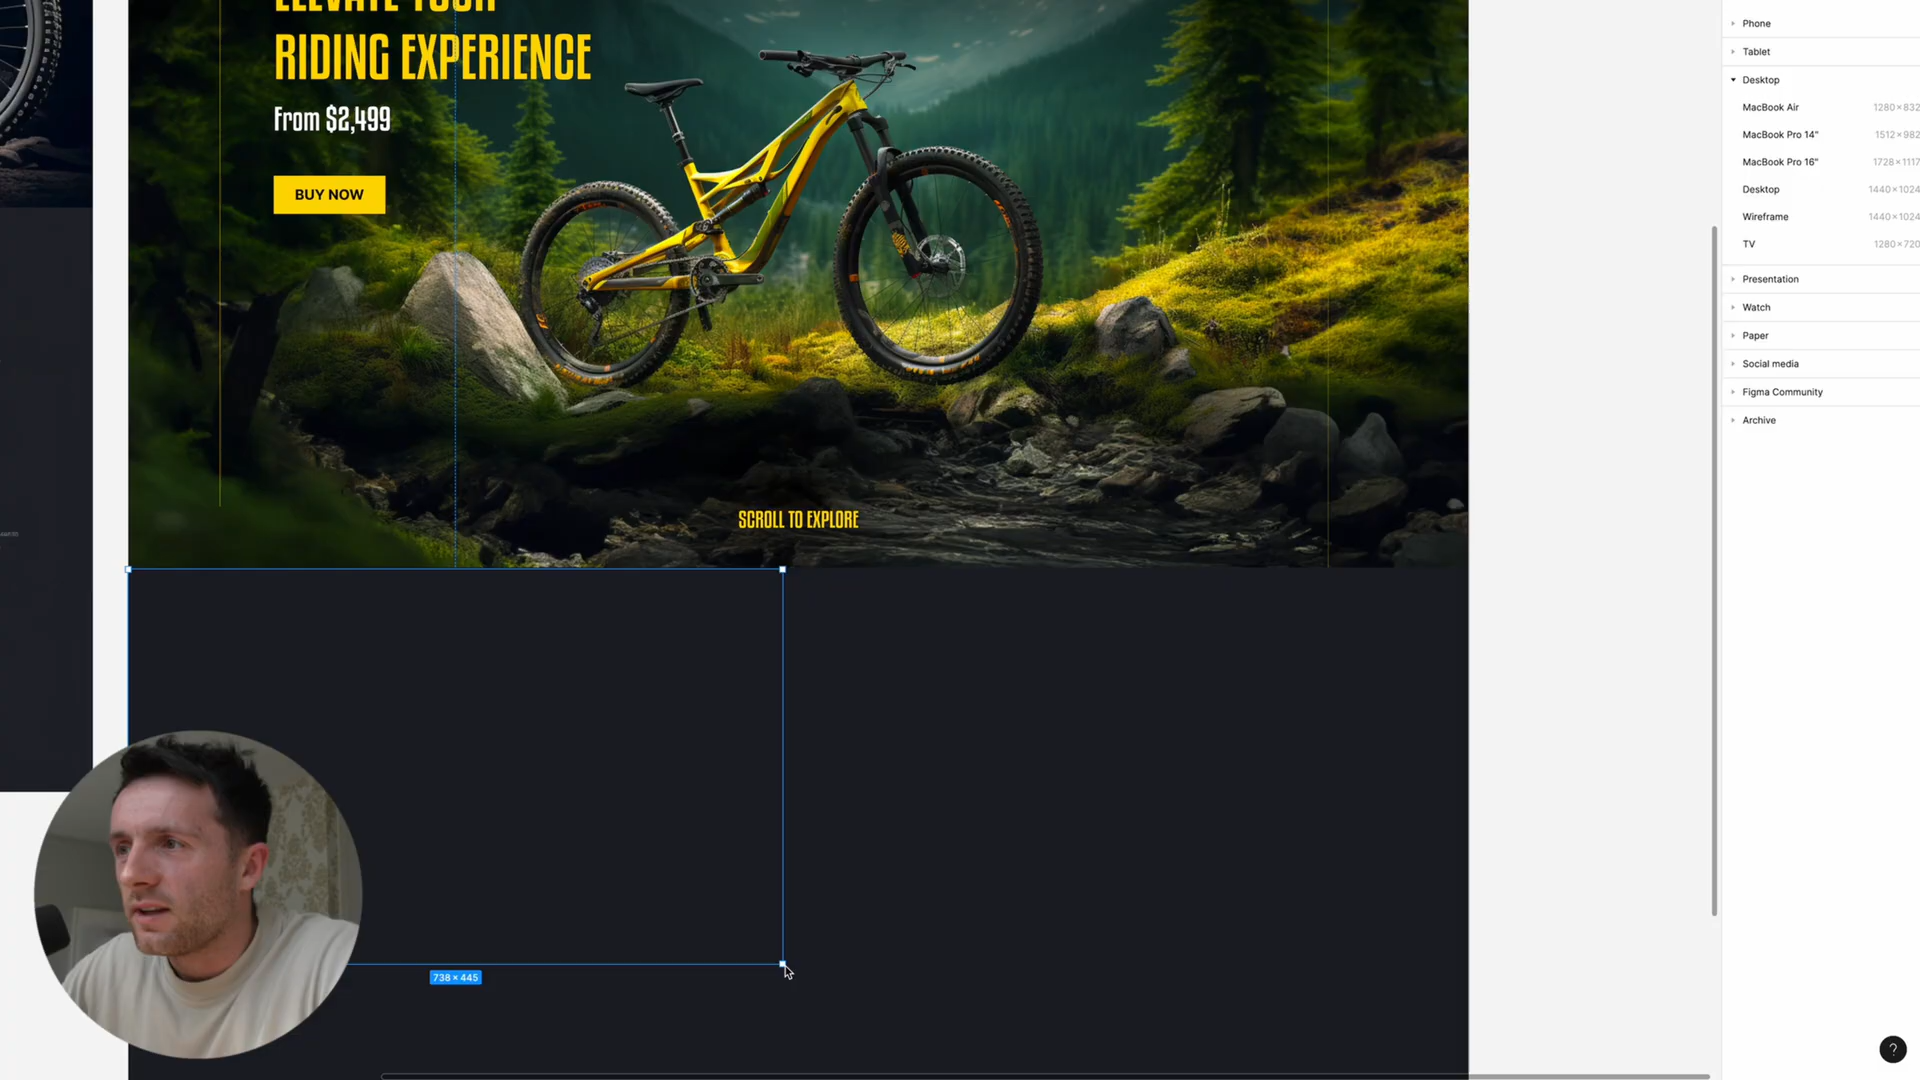 ELEVATE YOUR
RIDING EXPERIENCE
From $2,499
BUY NOW
SCROLL TO EXPLORE
738 × 445
Phone
Tablet
Desktop
MacBook Air 1280×832
MacBook Pro 14" 1512×982
MacBook Pro 16" 1728×1117
Desktop 1440×1024
Wireframe 1440×1024
TV 1280×720
Presentation
Watch
Paper
Social media
Figma Community
Archive
?